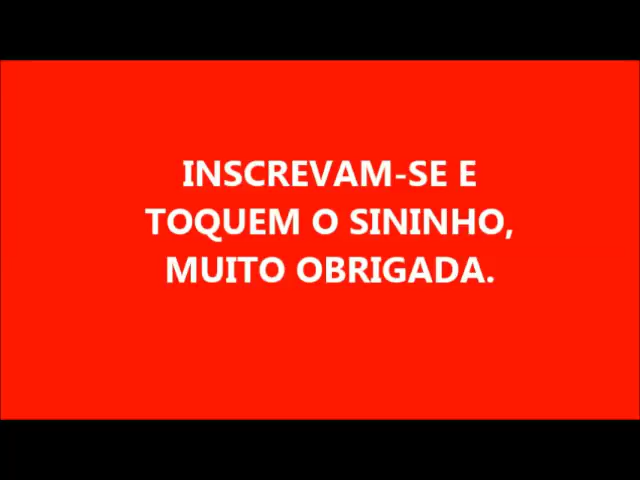 INSCREVAM-SE E
TOQUEM O SININHO,
MUITO OBRIGADA.